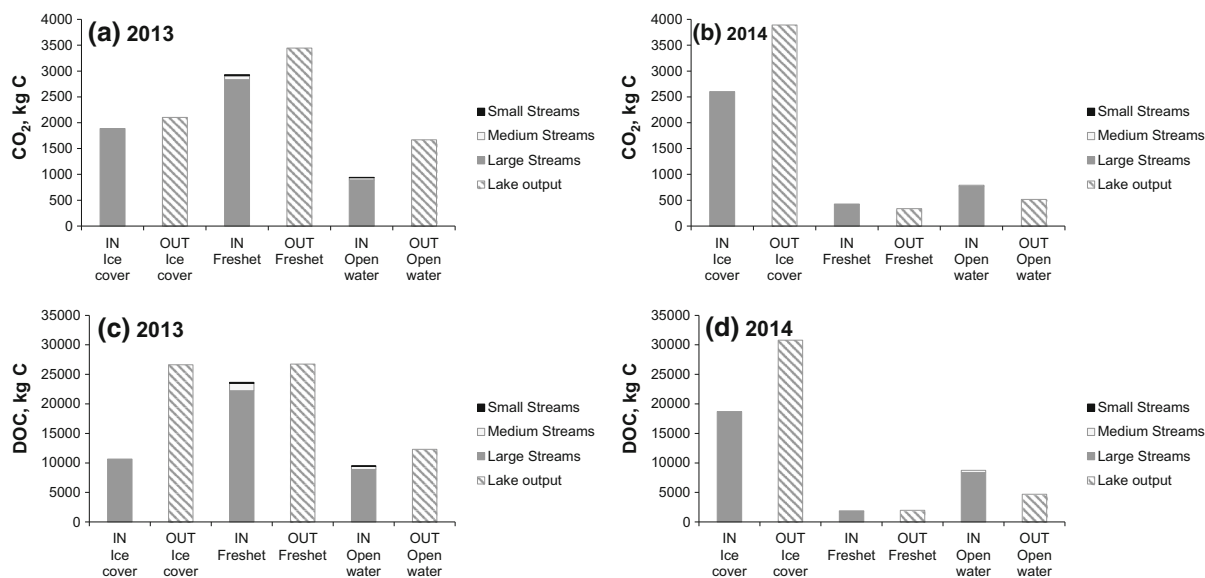 (a) 2013
CO₂, kg C
4000
3500
3000
2500
2000
1500
1000
500
0
IN Ice cover
OUT Ice cover
IN Freshet
OUT Freshet
IN Open water
OUT Open water
Small Streams
Medium Streams
Large Streams
Lake output
(b) 2014
CO₂, kg C
4000
3500
3000
2500
2000
1500
1000
500
0
IN Ice cover
OUT Ice cover
IN Freshet
OUT Freshet
IN Open water
OUT Open water
Small Streams
Medium Streams
Large Streams
Lake output
(c) 2013
DOC, kg C
35000
30000
25000
20000
15000
10000
5000
0
IN Ice cover
OUT Ice cover
IN Freshet
OUT Freshet
IN Open water
OUT Open water
Small Streams
Medium Streams
Large Streams
Lake output
(d) 2014
DOC, kg C
35000
30000
25000
20000
15000
10000
5000
0
IN Ice cover
OUT Ice cover
IN Freshet
OUT Freshet
IN Open water
OUT Open water
Small Streams
Medium Streams
Large Streams
Lake output